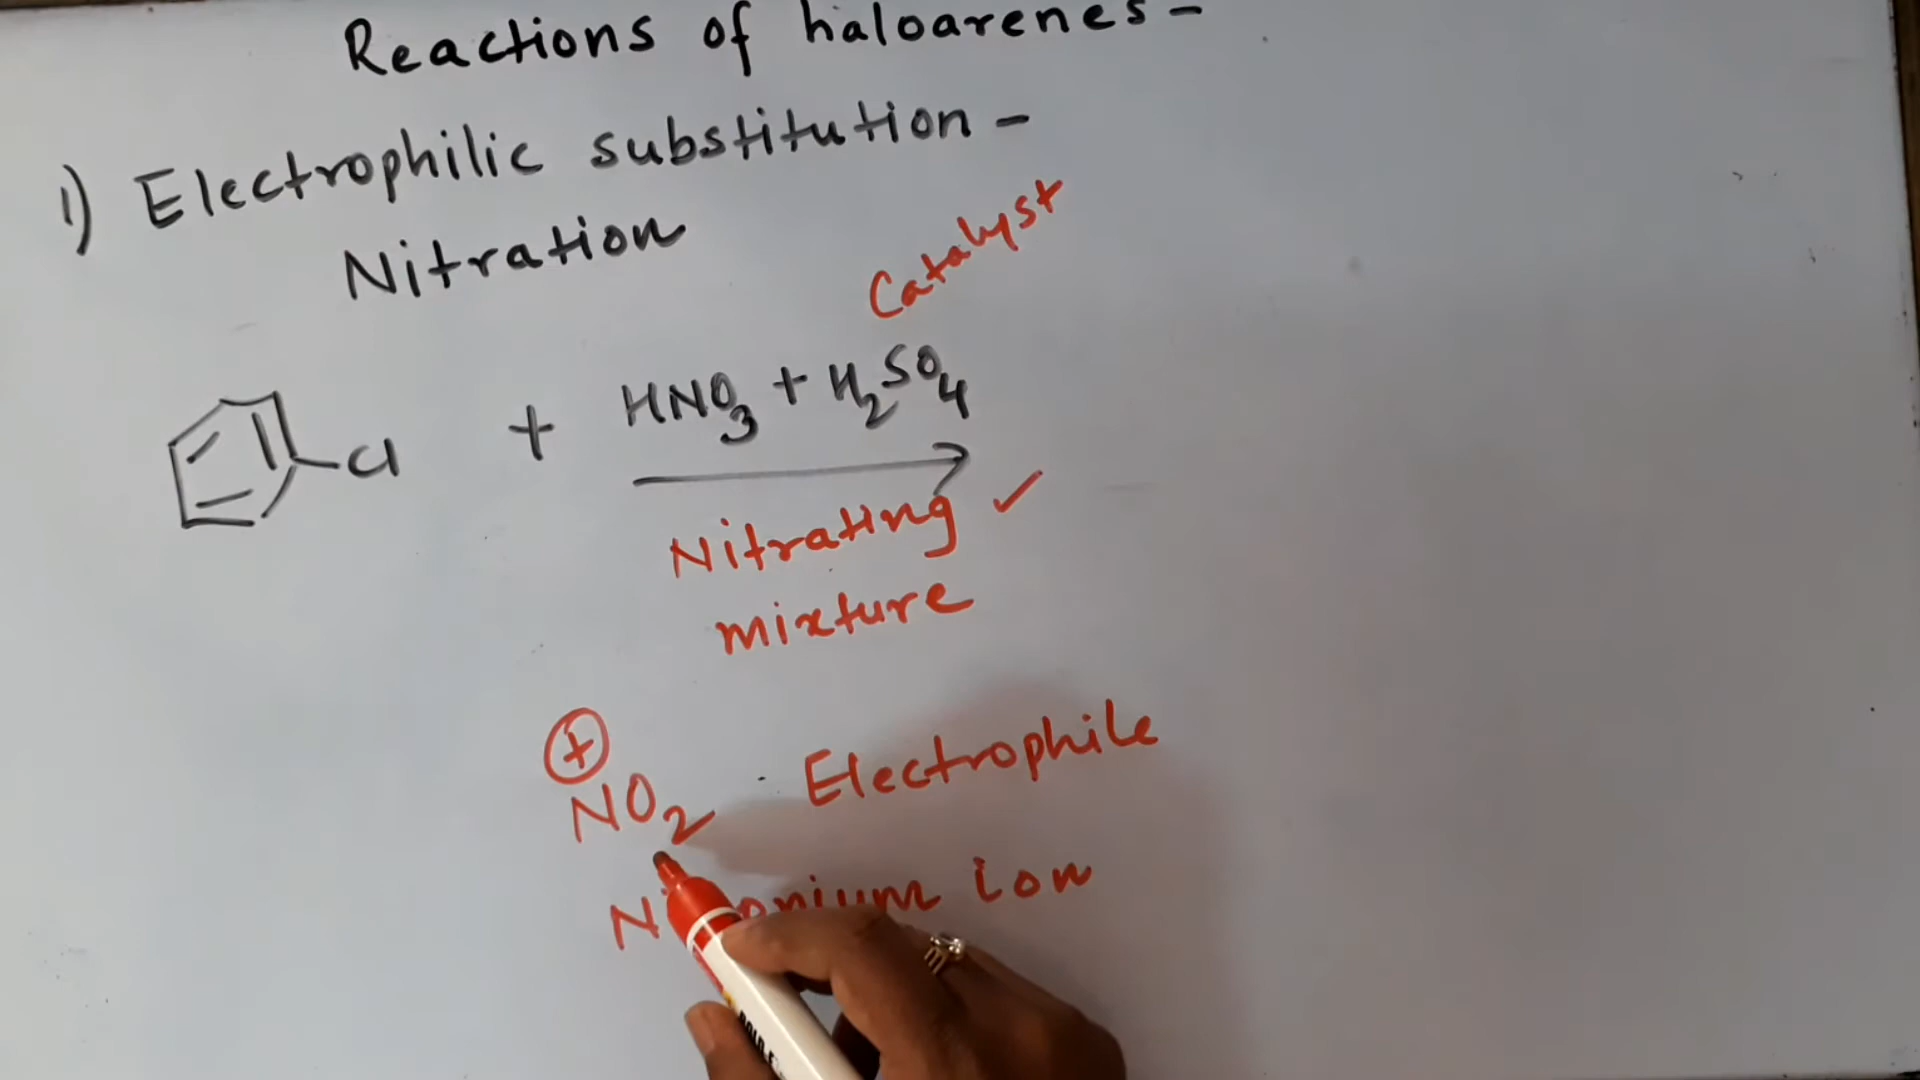 Reactions of haloarenes -
1) Electrophilic substitution -
Nitration
Catalyst
Cl + HNO3 + H2SO4
Nitrating ✓
mixture
+
NO2 Electrophile
ion